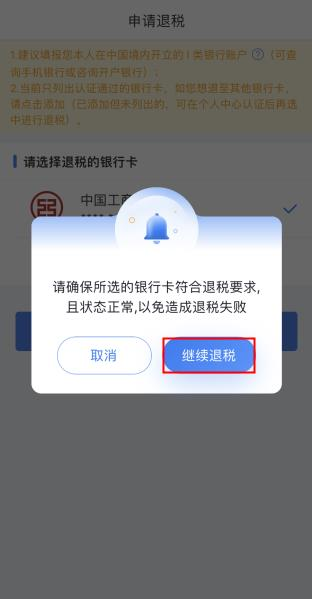 申请退税
1.建议填报您本人在中国境内开立的Ⅰ类银行账户?(可查
询手机银行或咨询开户银行);
2.当前只列出认证通过的银行卡,如您想退至其他银行卡,
请点击添加(已添加但未列出的,可在个人中心认证后再选
中进行退税)。
请选择退税的银行卡
中国工商
请确保所选的银行卡符合退税要求,
且状态正常,以免造成退税失败
取消
继续退税